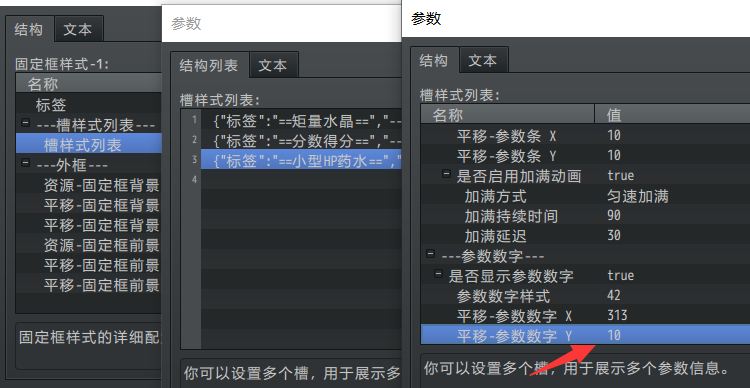 结构
文本
固定框样式-1:
名称
标签
---槽样式列表---
槽样式列表
---外框---
资源-固定框背景
平移-固定框背景
平移-固定框背景
资源-固定框前景
平移-固定框前景
平移-固定框前景
固定框样式的详细配
参数
结构列表
文本
槽样式列表:
1 {"标签":"==矩量水晶==","--
2 {"标签":"==分数得分==","--
3 {"标签":"==小型HP药水==","
4
你可以设置多个槽，用于展示多
参数
结构
文本
槽样式列表:
名称 值
平移-参数条 X 10
平移-参数条 Y 10
是否启用加满动画 true
加满方式 匀速加满
加满持续时间 90
加满延迟 30
---参数数字---
是否显示参数数字 true
参数数字样式 42
平移-参数数字 X 313
平移-参数数字 Y 10
你可以设置多个槽，用于展示多个参数信息。